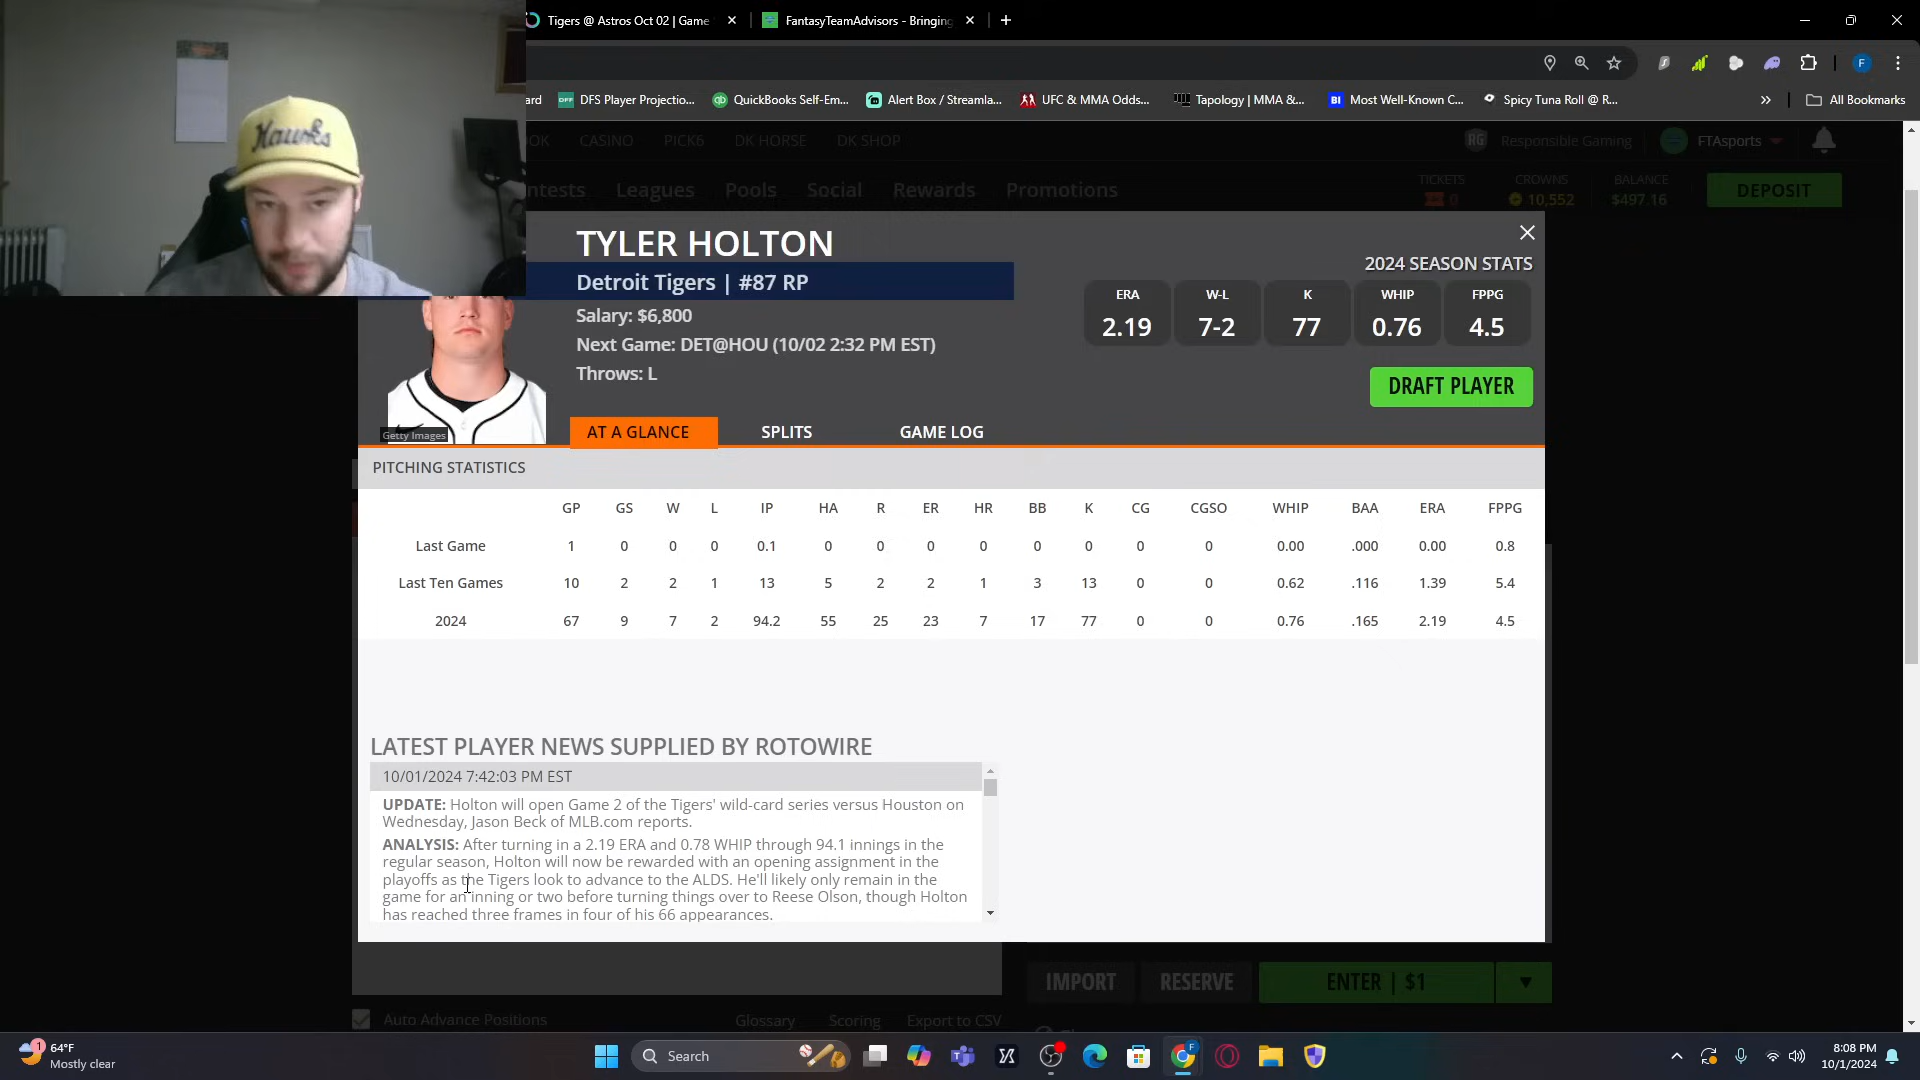 Tigers @ Astros Oct 02 | Game
FantasyTeamAdvisors - Bringing
ard
DFF
DFS Player Projectio...
QuickBooks Self-Em...
Alert Box / Streamla...
UFC & MMA Odds...
Tapology | MMA &...
BI
Most Well-Known C...
Spicy Tuna Roll @ R...
All Bookmarks
F
OK
CASINO
PICK6
DK HORSE
DK SHOP
RG
Responsible Gaming
FTAsports
ntests
Leagues
Pools
Social
Rewards
Promotions
TICKETS
0
CROWNS
10,552
BALANCE
$497.16
DEPOSIT
Hawks
TYLER HOLTON
Detroit Tigers | #87 RP
Salary: $6,800
Next Game: DET@HOU (10/02 2:32 PM EST)
Throws: L
2024 SEASON STATS
ERA W-L K WHIP FPPG
2.19 7-2 77 0.76 4.5
DRAFT PLAYER
Getty Images
AT A GLANCE
SPLITS
GAME LOG
PITCHING STATISTICS
GP GS W L IP HA R ER HR BB K CG CGSO WHIP BAA ERA FPPG
Last Game 1 0 0 0 0.1 0 0 0 0 0 0 0 0 0.00 .000 0.00 0.8
Last Ten Games 10 2 2 1 13 5 2 2 1 3 13 0 0 0.62 .116 1.39 5.4
2024 67 9 7 2 94.2 55 25 23 7 17 77 0 0 0.76 .165 2.19 4.5
LATEST PLAYER NEWS SUPPLIED BY ROTOWIRE
10/01/2024 7:42:03 PM EST
UPDATE: Holton will open Game 2 of the Tigers' wild-card series versus Houston on
Wednesday, Jason Beck of MLB.com reports.
ANALYSIS: After turning in a 2.19 ERA and 0.78 WHIP through 94.1 innings in the
regular season, Holton will now be rewarded with an opening assignment in the
playoffs as the Tigers look to advance to the ALDS. He'll likely only remain in the
game for an inning or two before turning things over to Reese Olson, though Holton
has reached three frames in four of his 66 appearances.
IMPORT
RESERVE
ENTER | $1
Auto Advance Positions
Glossary
Scoring
Export to CSV
1
64°F
Mostly clear
Search
F
8:08 PM
10/1/2024